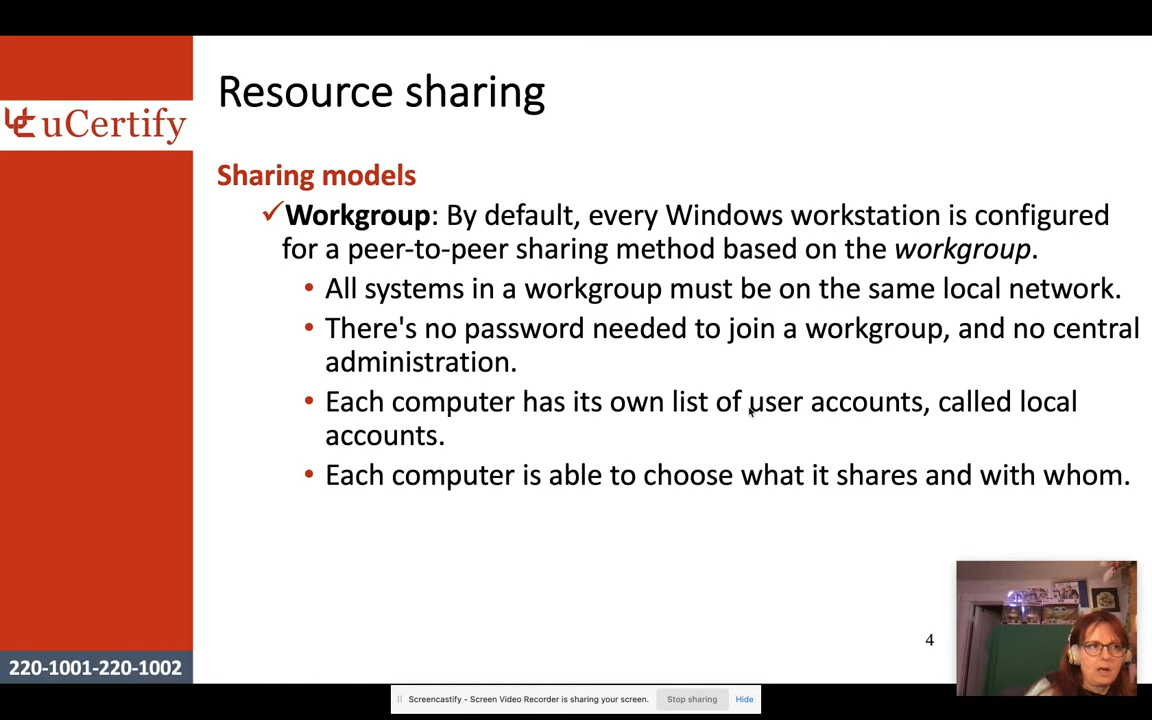 Resource sharing
uCertify
Sharing models
✓Workgroup: By default, every Windows workstation is configured
for a peer-to-peer sharing method based on the workgroup.
• All systems in a workgroup must be on the same local network.
• There's no password needed to join a workgroup, and no central
administration.
• Each computer has its own list of user accounts, called local
accounts.
• Each computer is able to choose what it shares and with whom.
4
220-1001-220-1002
Screencastify - Screen Video Recorder is sharing your screen. Stop sharing Hide